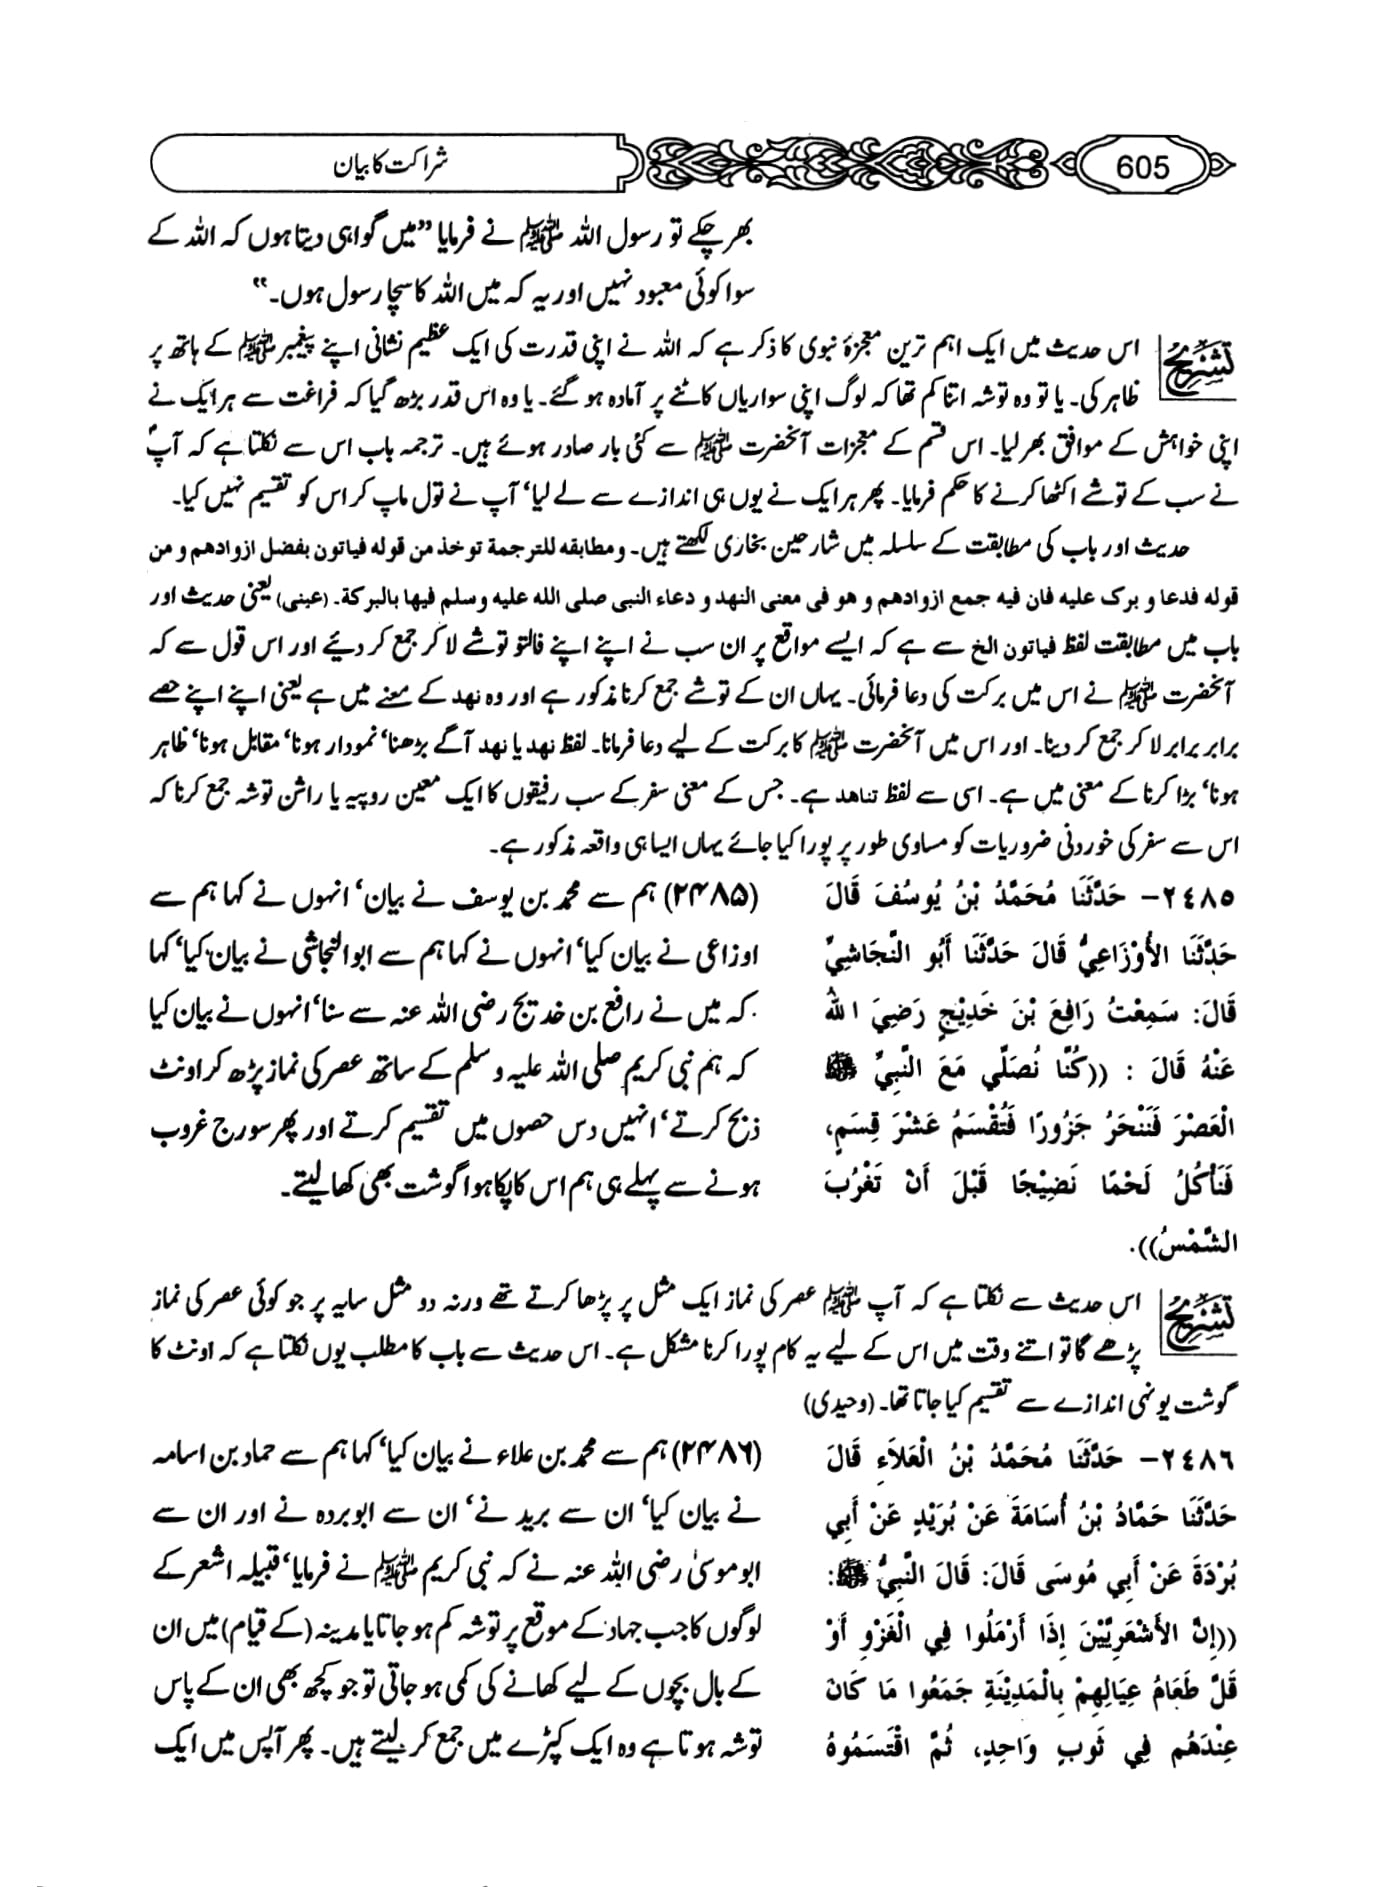 605
شراکت کا بیان
بھر چکے تو رسول اللہ ﷺ نے فرمایا ”میں گواہی دیتا ہوں کہ اللہ کے
سوا کوئی معبود نہیں اور یہ کہ میں اللہ کا سچا رسول ہوں۔“
تشریح
اس حدیث میں ایک اہم ترین معجزۂ نبوی کا ذکر ہے کہ اللہ نے اپنی قدرت کی ایک عظیم نشانی اپنے پیغمبر ﷺ کے ہاتھ پر
ظاہر کی۔ یا تو وہ توشہ اتنا کم تھا کہ لوگ اپنی سواریاں کاٹنے پر آمادہ ہو گئے۔ یا وہ اس قدر بڑھ گیا کہ فراغت سے ہر ایک نے
اپنی خواہش کے موافق بھر لیا۔ اس قسم کے معجزات آنحضرت ﷺ سے کئی بار صادر ہوئے ہیں۔ ترجمہ باب اس سے نکلتا ہے کہ آپؐ
نے سب کے توشے اکٹھا کرنے کا حکم فرمایا۔ پھر ہر ایک نے یوں ہی اندازے سے لے لیا‘ آپ نے تول ماپ کر اس کو تقسیم نہیں کیا۔
حدیث اور باب کی مطابقت کے سلسلہ میں شارحین بخاری لکھتے ہیں۔ ومطابقه للترجمة توخذ من قوله فياتون بفضل ازوادهم و من
قوله فدعا و برك عليه فان فيه جمع ازوادهم و هو فى معنى النهد و دعاء النبى صلى الله عليه وسلم فيها بالبركة۔ (عینی) یعنی حدیث اور
باب میں مطابقت لفظ فیاتون الخ سے ہے کہ ایسے مواقع پر ان سب نے اپنے اپنے فالتو توشے لا کر جمع کر دئیے اور اس قول سے کہ
آنحضرت ﷺ نے اس میں برکت کی دعا فرمائی۔ یہاں ان کے توشے جمع کرنا مذکور ہے اور وہ نہد کے معنے میں ہے یعنی اپنے اپنے حصے
برابر برابر لا کر جمع کر دینا۔ اور اس میں آنحضرت ﷺ کا برکت کے لیے دعا فرمانا۔ لفظ نہد یا نھد آگے بڑھنا‘ نمودار ہونا‘ مقابل ہونا‘ ظاہر
ہونا‘ بڑا کرنا کے معنی میں ہے۔ اسی سے لفظ تناھد ہے۔ جس کے معنی سفر کے سب رفیقوں کا ایک معین روپیہ یا راشن توشہ جمع کرنا کہ
اس سے سفر کی خوردنی ضروریات کو مساوی طور پر پورا کیا جائے یہاں ایسا ہی واقعہ مذکور ہے۔
٢٤٨٥- حَدَّثَنَا مُحَمَّدُ بْنُ يُوسُفَ قَالَ
حَدَّثَنَا الأَوْزَاعِيُّ قَالَ حَدَّثَنَا أَبُو النَّجَاشِيِّ
قَالَ: سَمِعْتُ رَافِعَ بْنَ خَدِيْجٍ رَضِيَ اللهُ
عَنْهُ قَالَ : ((كُنَّا نُصَلِّي مَعَ النَّبِيِّ ﷺ
الْعَصْرَ فَنَنْحَرُ جَزُورًا فَتُقْسَمُ عَشْرَ قِسَمٍ،
فَنَأْكُلُ لَحْمًا نَضِيْجًا قَبْلَ أَنْ تَغْرُبَ
الشَّمْسُ)).
(۲۴۸۵) ہم سے محمد بن یوسف نے بیان‘ انہوں نے کہا ہم سے
اوزاعی نے بیان کیا‘ انہوں نے کہا ہم سے ابوالنجاشی نے بیان کیا‘ کہا
کہ میں نے رافع بن خدیج رضی اللہ عنہ سے سنا‘ انہوں نے بیان کیا
کہ ہم نبی کریم صلی اللہ علیہ وسلم کے ساتھ عصر کی نماز پڑھ کر اونٹ
ذبح کرتے‘ انہیں دس حصوں میں تقسیم کرتے اور پھر سورج غروب
ہونے سے پہلے ہی ہم اس کا پکا ہوا گوشت بھی کھا لیتے۔
تشریح
اس حدیث سے نکلتا ہے کہ آپ ﷺ عصر کی نماز ایک مثل پر پڑھا کرتے تھے ورنہ دو مثل سایہ پر جو کوئی عصر کی نماز
پڑھے گا تو اتنے وقت میں اس کے لیے یہ کام پورا کرنا مشکل ہے۔ اس حدیث سے باب کا مطلب یوں نکلتا ہے کہ اونٹ کا
گوشت یونہی اندازے سے تقسیم کیا جاتا تھا۔ (وحیدی)
٢٤٨٦- حَدَّثَنَا مُحَمَّدُ بْنُ الْعَلاَءِ قَالَ
حَدَّثَنَا حَمَّادُ بْنُ أُسَامَةَ عَنْ بُرَيْدٍ عَنْ أَبِي
بُرْدَةَ عَنْ أَبِي مُوسَى قَالَ: قَالَ النَّبِيُّ ﷺ:
((إِنَّ الأَشْعَرِيِّيْنَ إِذَا أَرْمَلُوا فِي الْغَزْوِ أَوْ
قَلَّ طَعَامُ عِيَالِهِمْ بِالْمَدِيْنَةِ جَمَعُوا مَا كَانَ
عِنْدَهُم فِي ثَوبٍ وَاحِدٍ، ثُمَّ اقْتَسَمُوهُ
(۲۴۸۶) ہم سے محمد بن علاء نے بیان کیا‘ کہا ہم سے حماد بن اسامہ
نے بیان کیا‘ ان سے برید نے‘ ان سے ابوبردہ نے اور ان سے
ابوموسیٰ رضی اللہ عنہ نے کہ نبی کریم ﷺ نے فرمایا‘ قبیلہ اشعر کے
لوگوں کا جب جہاد کے موقع پر توشہ کم ہو جاتا یا مدینہ (کے قیام) میں ان
کے بال بچوں کے لیے کھانے کی کمی ہو جاتی تو جو کچھ بھی ان کے پاس
توشہ ہوتا ہے وہ ایک کپڑے میں جمع کر لیتے ہیں۔ پھر آپس میں ایک